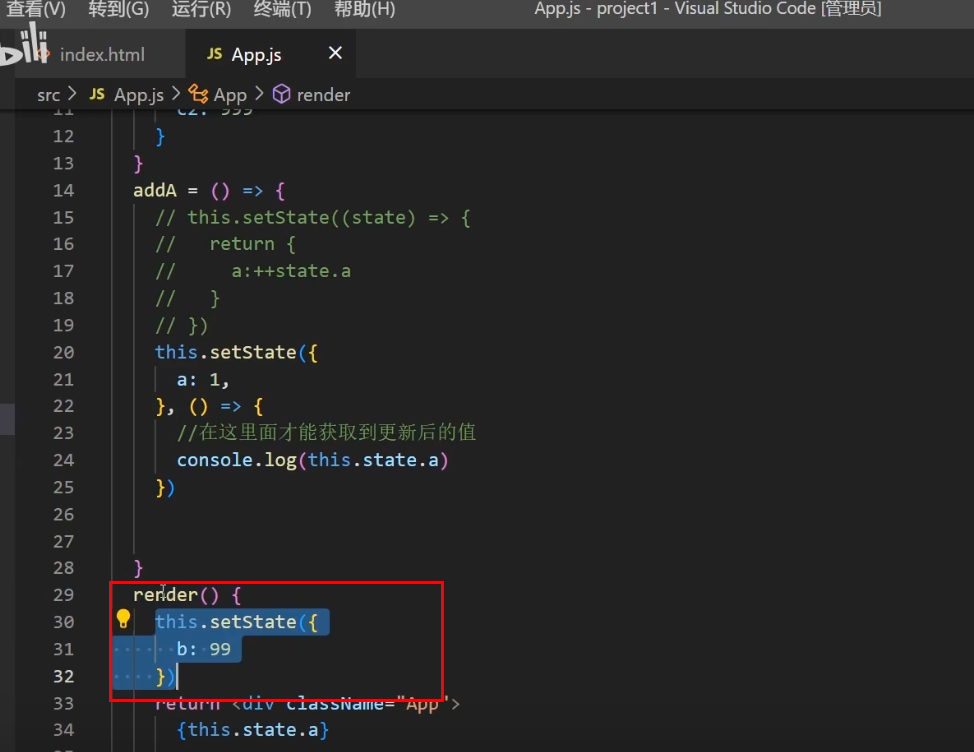 查看(V) 转到(G) 运行(R) 终端(T) 帮助(H) App.js - project1 - Visual Studio Code [管理员]
index.html JS App.js ×
src > JS App.js > App > render
11 c2: 999
12 }
13 }
14 addA = () => {
15 // this.setState((state) => {
16 // return {
17 // a:++state.a
18 // }
19 // })
20 this.setState({
21 a: 1,
22 }, () => {
23 //在这里面才能获取到更新后的值
24 console.log(this.state.a)
25 })
26
27
28 }
29 render() {
30 this.setState({
31 b: 99
32 })
33 return <div className="App">
34 {this.state.a}